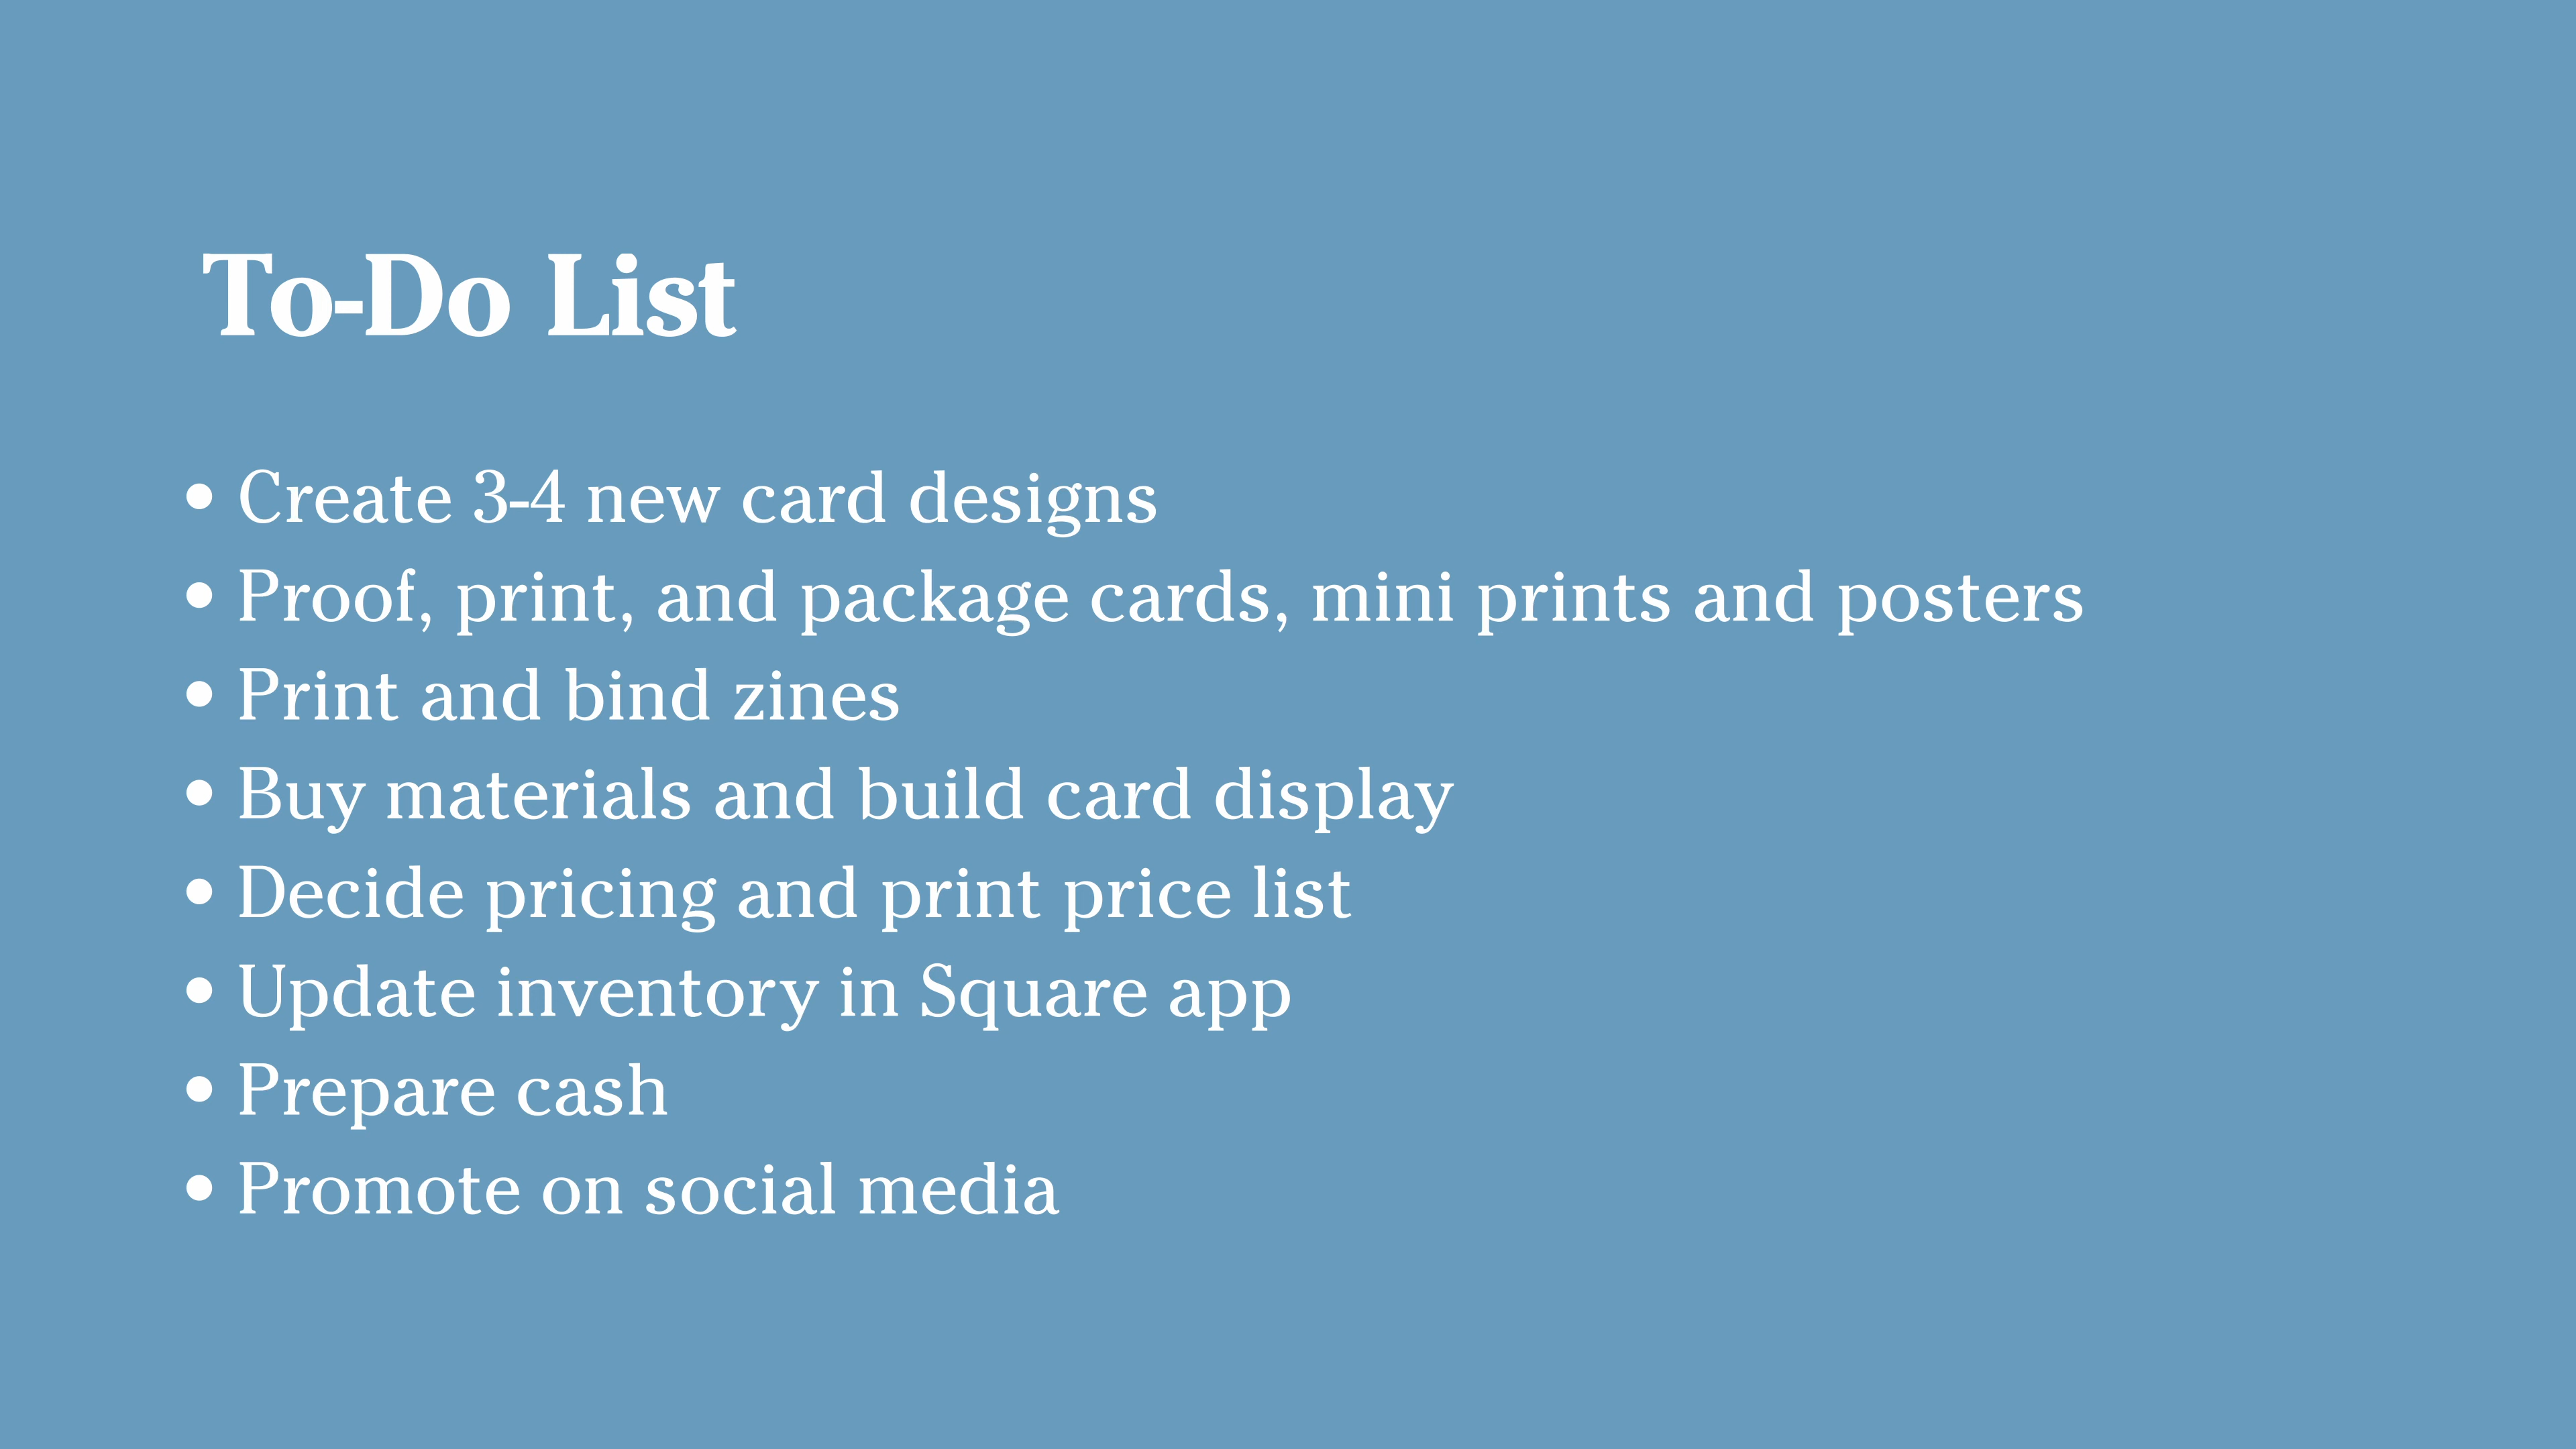 To-Do List
• Create 3-4 new card designs
• Proof, print, and package cards, mini prints and posters
• Print and bind zines
• Buy materials and build card display
• Decide pricing and print price list
• Update inventory in Square app
• Prepare cash
• Promote on social media